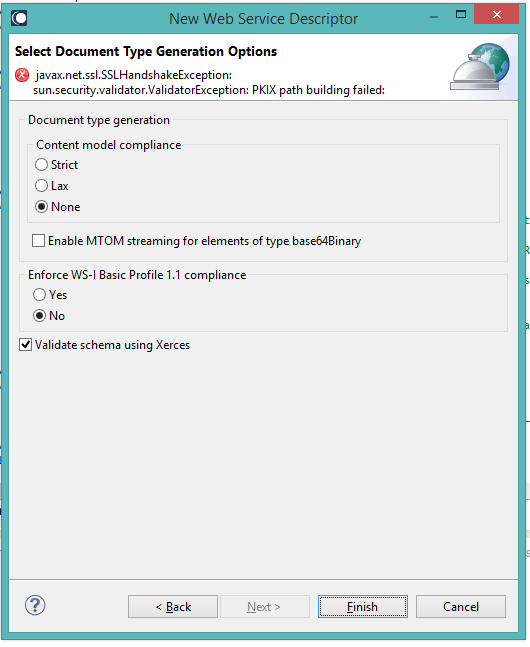 New Web Service Descriptor
Select Document Type Generation Options
javax.net.ssl.SSLHandshakeException:
sun.security.validator.ValidatorException: PKIX path building failed:
Document type generation
Content model compliance
Strict
Lax
None
Enable MTOM streaming for elements of type base64Binary
Enforce WS-I Basic Profile 1.1 compliance
Yes
No
Validate schema using Xerces
< Back
Next >
Finish
Cancel